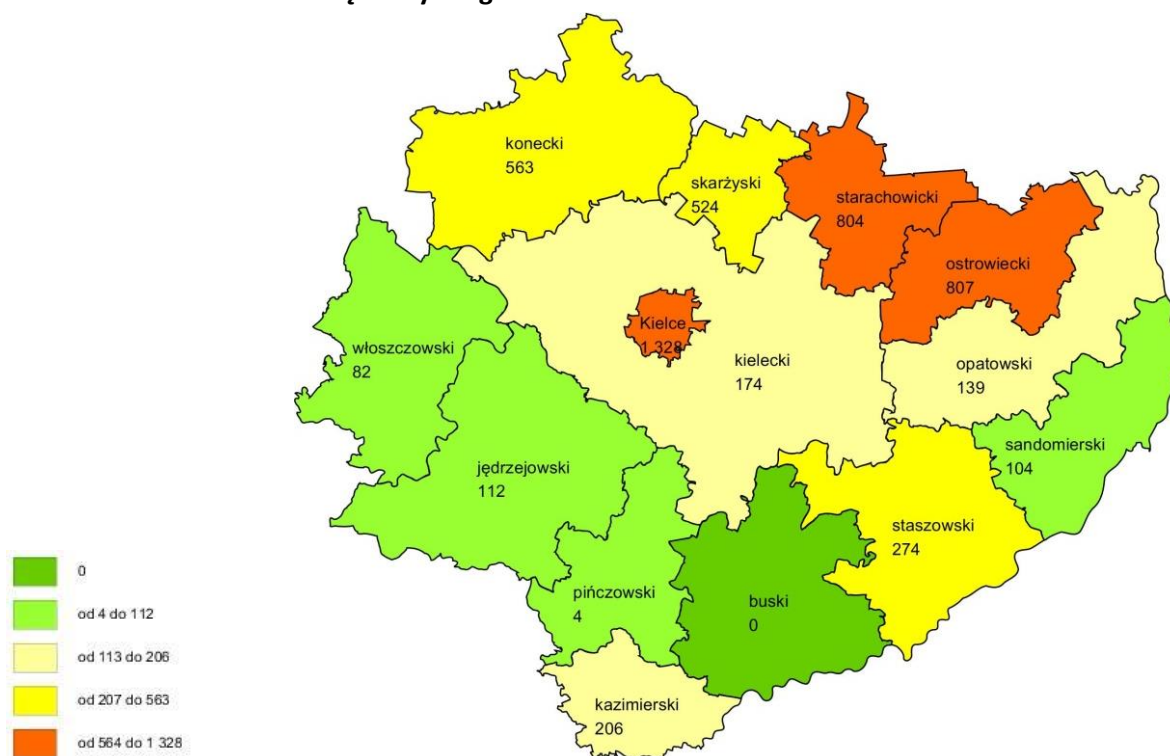 konecki
563
skarżyski
524
starachowicki
804
ostrowiecki
807
Kielce
1 328
włoszczowski
82
kielecki
174
opatowski
139
sandomierski
104
jędrzejowski
112
staszowski
274
pińczowski
4
buski
0
kazimierski
206
0
od 4 do 112
od 113 do 206
od 207 do 563
od 564 do 1 328